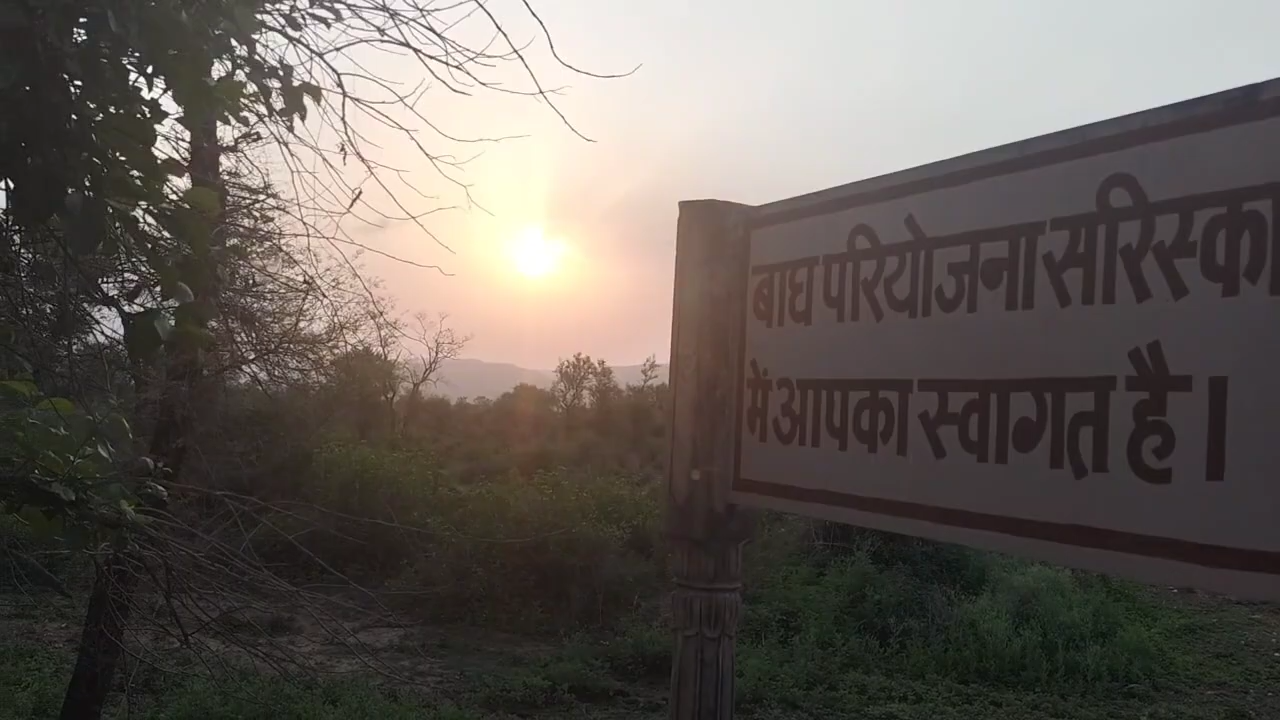 बाघ परियोजना सरिस्का
में आपका स्वागत है।